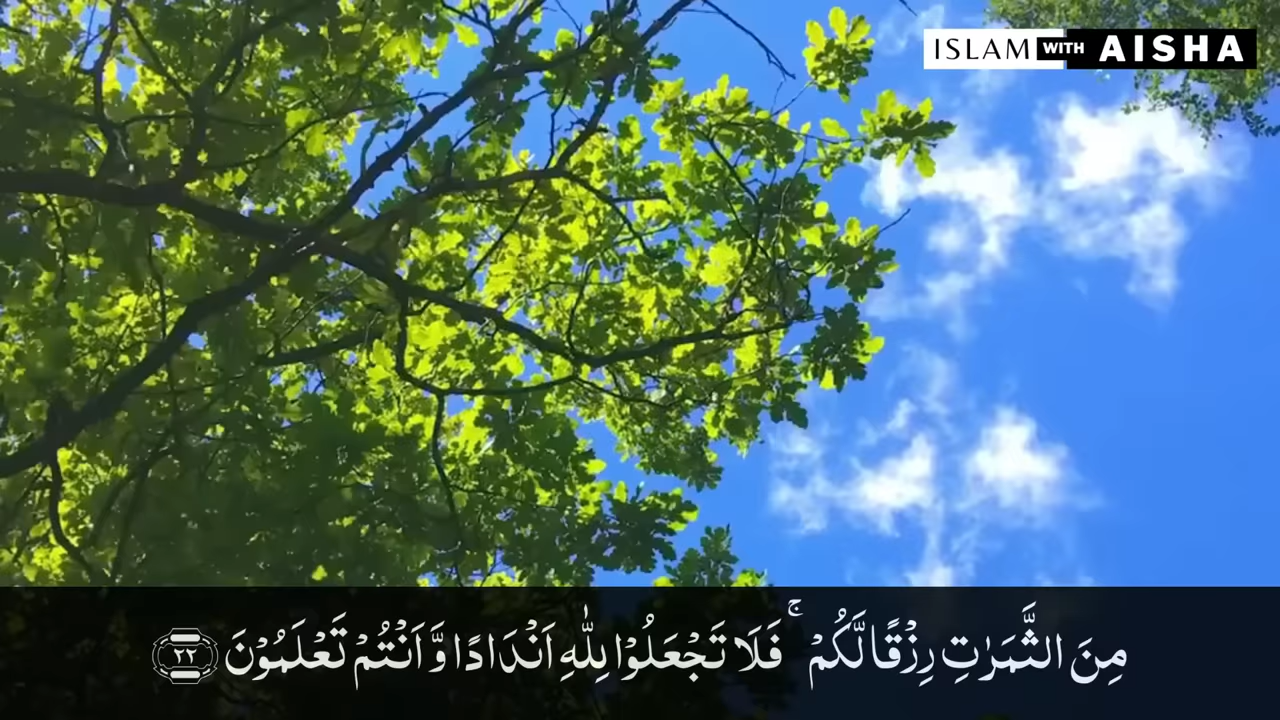 ISLAM WITH AISHA
مِنَ الثَّمَرٰتِ رِزْقًا لَّكُمْ ۚ فَلَا تَجْعَلُوْا لِلّٰهِ اَنْدَادًا وَّاَنْتُمْ تَعْلَمُوْنَ ٢٢